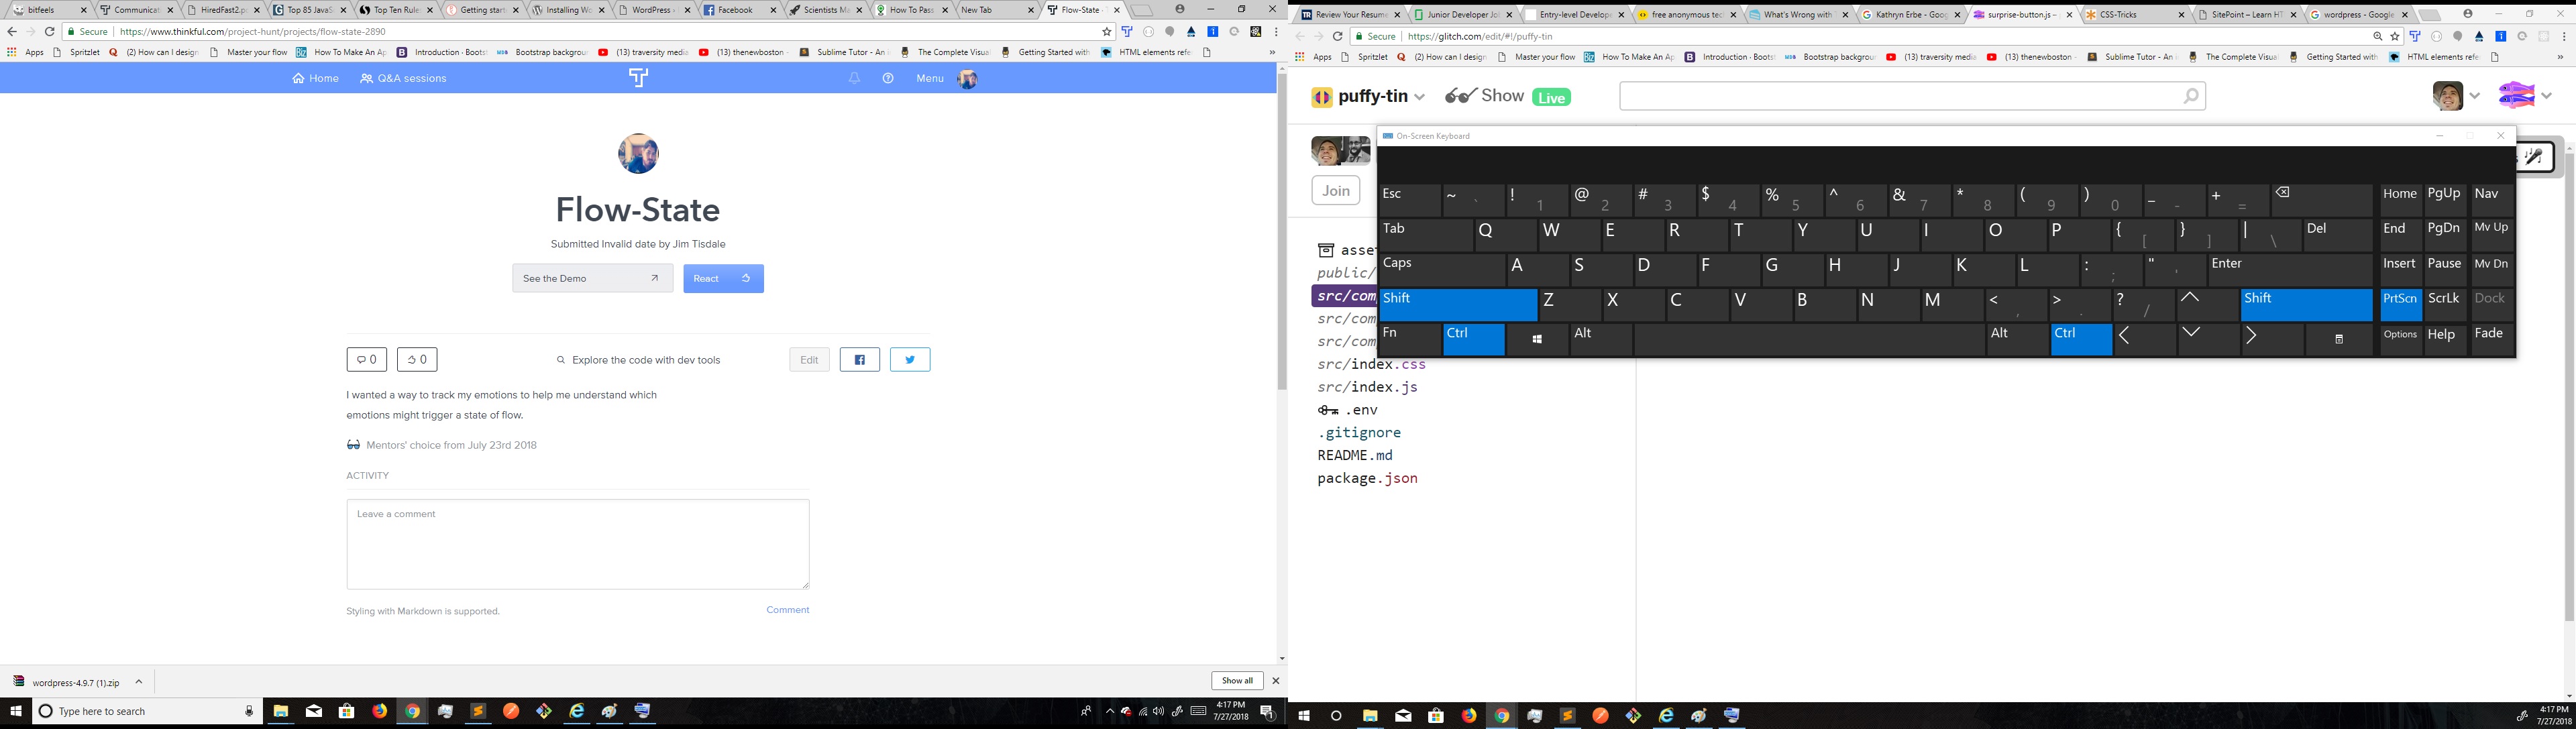 bitfeels
Communicat
HiredFast2.p
Top 85 JavaS
Top Ten Rule
Getting start
Installing Wo
WordPress
Facebook
Scientists Ma
How To Pass
New Tab
Flow-State
Secure
https://www.thinkful.com/project-hunt/projects/flow-state-2890
Apps
Spritzlet
(2) How can I design
Master your flow
How To Make An Ap
Introduction · Boots
Bootstrap backgroun
(13) traversity media
(13) thenewboston -
Sublime Tutor - An
The Complete Visual
Getting Started with
HTML elements refe
»
Home
Q&A sessions
Menu
Flow-State
Submitted Invalid date by Jim Tisdale
See the Demo
React
0
0
Explore the code with dev tools
Edit
I wanted a way to track my emotions to help me understand which
emotions might trigger a state of flow.
Mentors' choice from July 23rd 2018
ACTIVITY
Leave a comment
Styling with Markdown is supported.
Comment
wordpress-4.9.7 (1).zip
Show all
Type here to search
4:17 PM
7/27/2018
Review Your Resume
Junior Developer Jo
Entry-level Develope
free anonymous tec
What's Wrong with
Kathryn Erbe - Goog
surprise-button.js –
CSS-Tricks
SitePoint – Learn HT
wordpress - Google
Secure
https://glitch.com/edit/#!/puffy-tin
Apps
Spritzlet
(2) How can I design
Master your flow
How To Make An Ap
Introduction · Boots
Bootstrap backgroun
(13) traversity media
(13) thenewboston -
Sublime Tutor - An
The Complete Visual
Getting Started with
HTML elements refe
»
puffy-tin
Show
Live
Join
On-Screen Keyboard
Esc ~ ` ! 1 @ 2 # 3 $ 4 % 5 ^ 6 & 7 * 8 ( 9 ) 0 _ - + = Home PgUp Nav
Tab Q W E R T Y U I O P { [ } ] | \ Del End PgDn Mv Up
Caps A S D F G H J K L : ; " ' Enter Insert Pause Mv Dn
Shift Z X C V B N M < , > . ? / Shift PrtScn ScrLk Dock
Fn Ctrl Alt Alt Ctrl Options Help Fade
asse
public/
src/com
src/com
src/com
src/index.css
src/index.js
.env
.gitignore
README.md
package.json
4:17 PM
7/27/2018